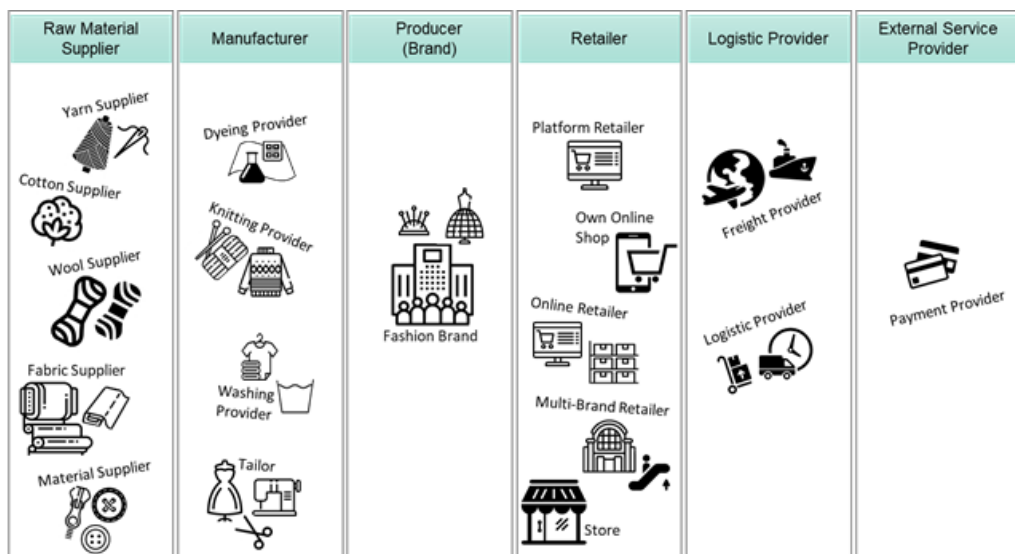 Raw Material
Supplier
Manufacturer
Producer
(Brand)
Retailer
Logistic Provider
External Service
Provider
Yarn Supplier
Cotton Supplier
Wool Supplier
Fabric Supplier
Material Supplier
Dyeing Provider
Knitting Provider
Washing
Provider
Tailor
Fashion Brand
Platform Retailer
Own Online
Shop
Online Retailer
Multi-Brand Retailer
Store
Freight Provider
Logistic Provider
Payment Provider